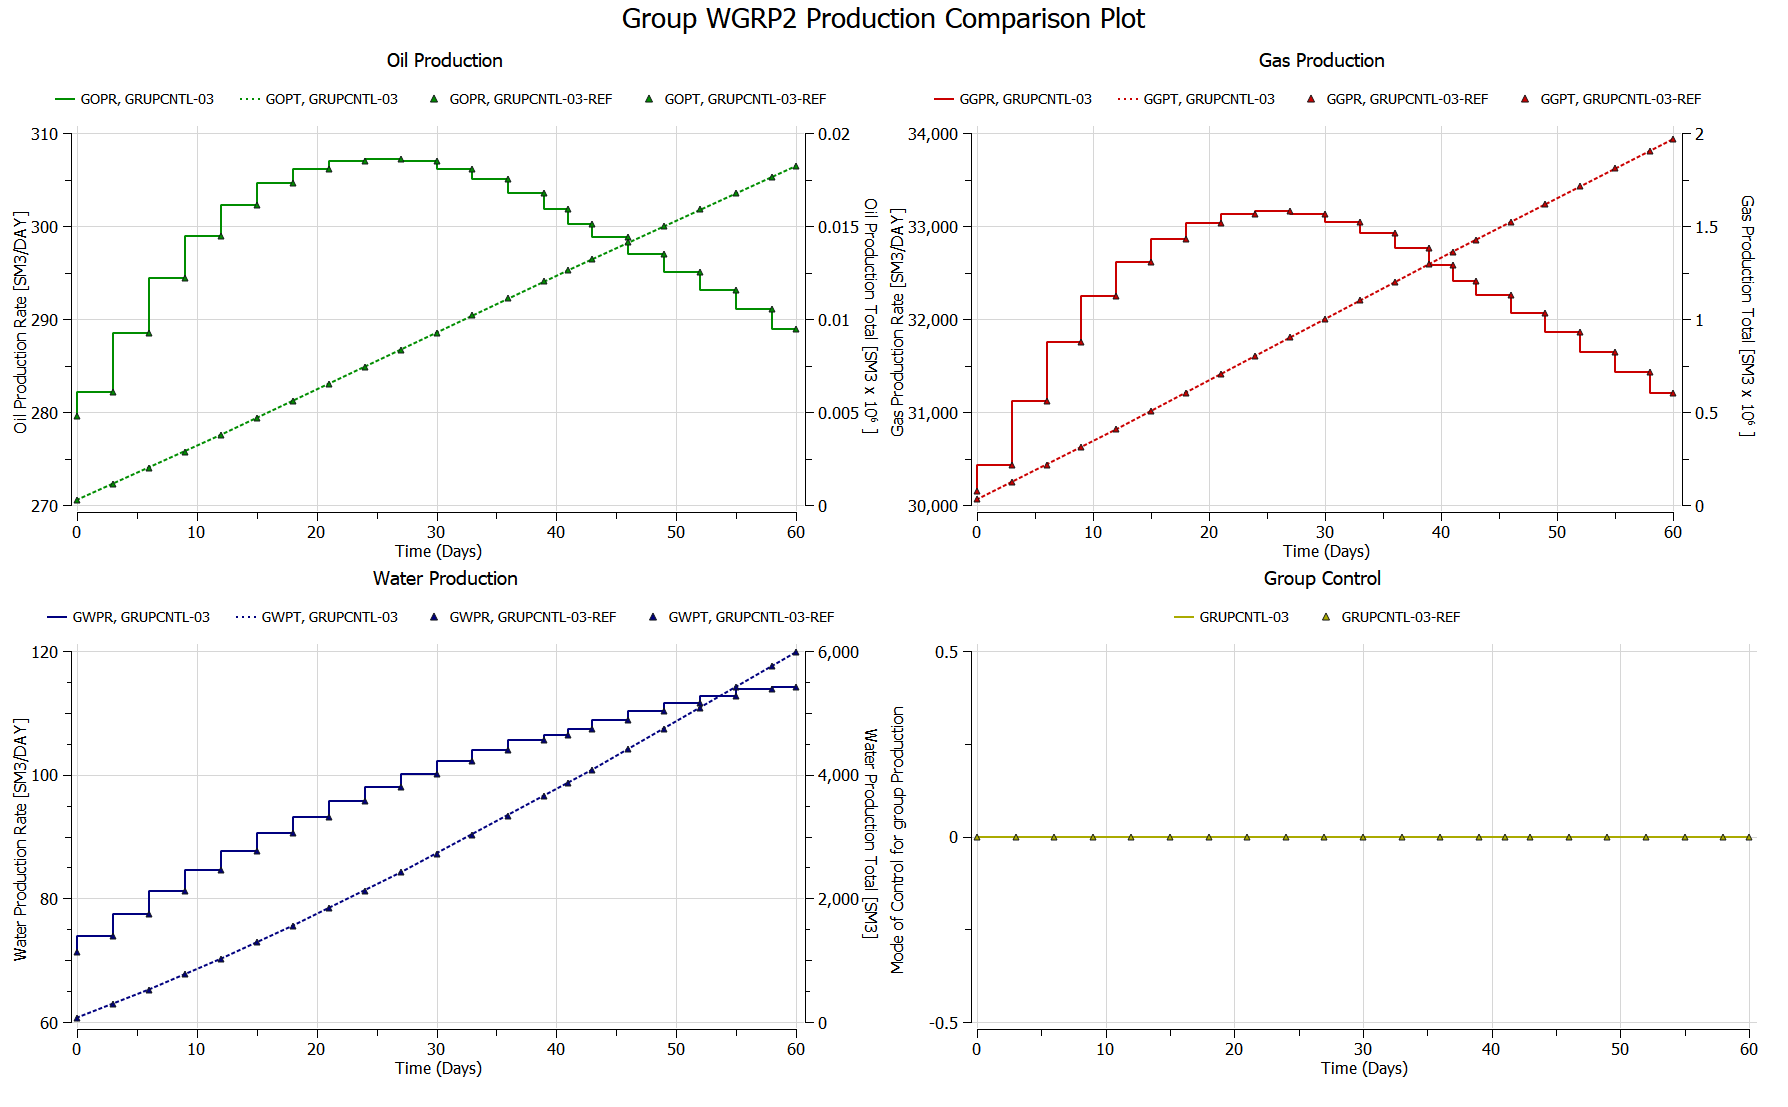 Group WGRP2 Production Comparison Plot
Oil Production
GOPR, GRUPCNTL-03 GOPT, GRUPCNTL-03 GOPR, GRUPCNTL-03-REF GOPT, GRUPCNTL-03-REF
310
300
290
280
270
0.02
0.015
0.01
0.005
0
0 10 20 30 40 50 60
Oil Production Rate [SM3/DAY]
Oil Production Total [SM3 x 10⁶ ]
Time (Days)
Gas Production
GGPR, GRUPCNTL-03 GGPT, GRUPCNTL-03 GGPR, GRUPCNTL-03-REF GGPT, GRUPCNTL-03-REF
34,000
33,000
32,000
31,000
30,000
2
1.5
1
0.5
0
0 10 20 30 40 50 60
Gas Production Rate [SM3/DAY]
Gas Production Total [SM3 x 10⁶ ]
Time (Days)
Water Production
GWPR, GRUPCNTL-03 GWPT, GRUPCNTL-03 GWPR, GRUPCNTL-03-REF GWPT, GRUPCNTL-03-REF
120
100
80
60
6,000
4,000
2,000
0
0 10 20 30 40 50 60
Water Production Rate [SM3/DAY]
Water Production Total [SM3]
Time (Days)
Group Control
GRUPCNTL-03 GRUPCNTL-03-REF
0.5
0
-0.5
0 10 20 30 40 50 60
Mode of Control for group Production
Time (Days)